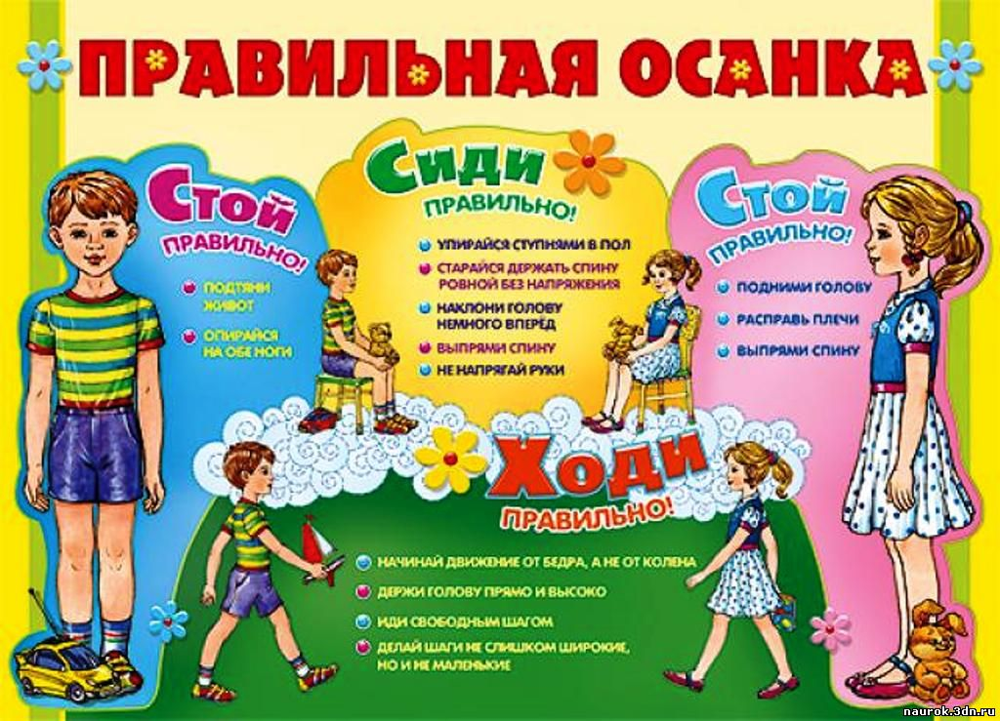 ПРАВИЛЬНАЯ ОСАНКА
СТОЙ
ПРАВИЛЬНО!
ПОДТЯНИ
ЖИВОТ
ОПИРАЙСЯ
НА ОБЕ НОГИ
СИДИ
ПРАВИЛЬНО!
УПИРАЙСЯ СТУПНЯМИ В ПОЛ
СТАРАЙСЯ ДЕРЖАТЬ СПИНУ
РОВНОЙ БЕЗ НАПРЯЖЕНИЯ
НАКЛОНИ ГОЛОВУ
НЕМНОГО ВПЕРЁД
ВЫПРЯМИ СПИНУ
НЕ НАПРЯГАЙ РУКИ
СТОЙ
ПРАВИЛЬНО!
ПОДНИМИ ГОЛОВУ
РАСПРАВЬ ПЛЕЧИ
ВЫПРЯМИ СПИНУ
ХОДИ
ПРАВИЛЬНО!
НАЧИНАЙ ДВИЖЕНИЕ ОТ БЕДРА, А НЕ ОТ КОЛЕНА
ДЕРЖИ ГОЛОВУ ПРЯМО И ВЫСОКО
ИДИ СВОБОДНЫМ ШАГОМ
ДЕЛАЙ ШАГИ НЕ СЛИШКОМ ШИРОКИЕ,
НО И НЕ МАЛЕНЬКИЕ
naurok.3dn.ru